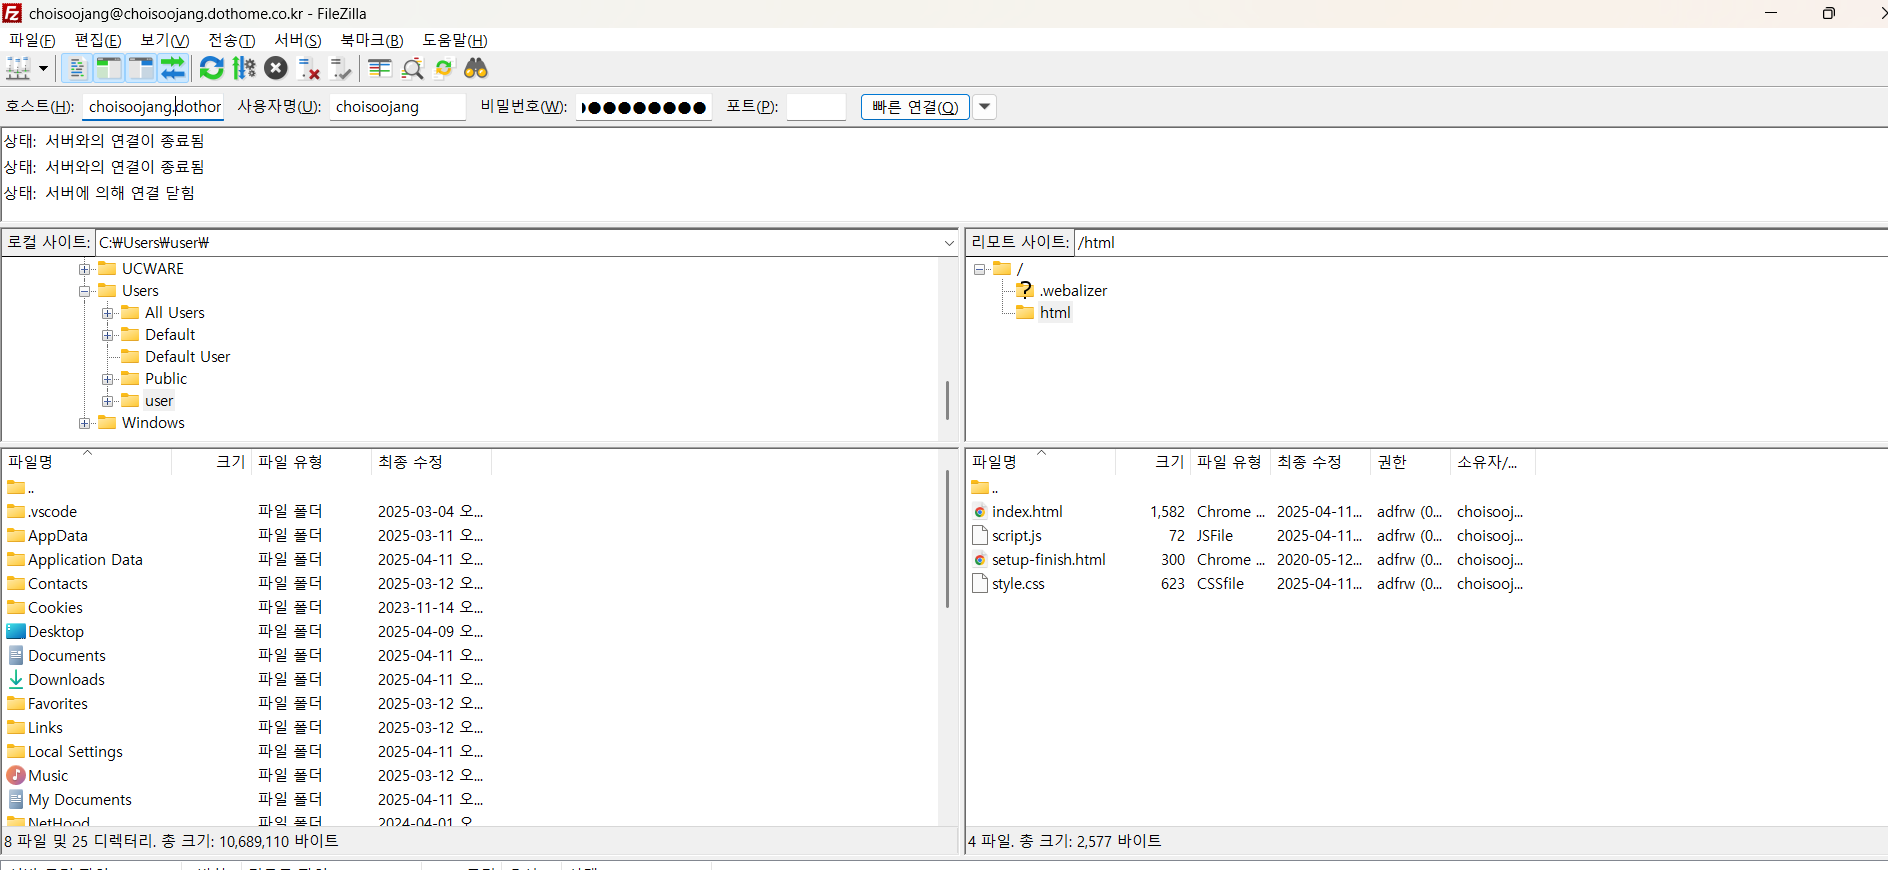 choisoojang@choisoojang.dothome.co.kr - FileZilla
파일(F) 편집(E) 보기(V) 전송(T) 서버(S) 북마크(B) 도움말(H)
호스트(H): choisoojang.dothor 사용자명(U): choisoojang 비밀번호(W): 포트(P): 빠른 연결(Q)
상태: 서버와의 연결이 종료됨
상태: 서버와의 연결이 종료됨
상태: 서버에 의해 연결 닫힘
로컬 사이트: C:₩Users₩user₩
UCWARE
Users
All Users
Default
Default User
Public
user
Windows
리모트 사이트: /html
/
.webalizer
html
파일명 크기 파일 유형 최종 수정
..
.vscode 파일 폴더 2025-03-04 오...
AppData 파일 폴더 2025-03-11 오...
Application Data 파일 폴더 2025-04-11 오...
Contacts 파일 폴더 2025-03-12 오...
Cookies 파일 폴더 2023-11-14 오...
Desktop 파일 폴더 2025-04-09 오...
Documents 파일 폴더 2025-04-11 오...
Downloads 파일 폴더 2025-04-11 오...
Favorites 파일 폴더 2025-03-12 오...
Links 파일 폴더 2025-03-12 오...
Local Settings 파일 폴더 2025-04-11 오...
Music 파일 폴더 2025-03-12 오...
My Documents 파일 폴더 2025-04-11 오...
NetHood 파일 폴더 2024-04-01 오
8 파일 및 25 디렉터리. 총 크기: 10,689,110 바이트
파일명 크기 파일 유형 최종 수정 권한 소유자/...
..
index.html 1,582 Chrome ... 2025-04-11... adfrw (0... choisooj...
script.js 72 JSFile 2025-04-11... adfrw (0... choisooj...
setup-finish.html 300 Chrome ... 2020-05-12... adfrw (0... choisooj...
style.css 623 CSSfile 2025-04-11... adfrw (0... choisooj...
4 파일. 총 크기: 2,577 바이트